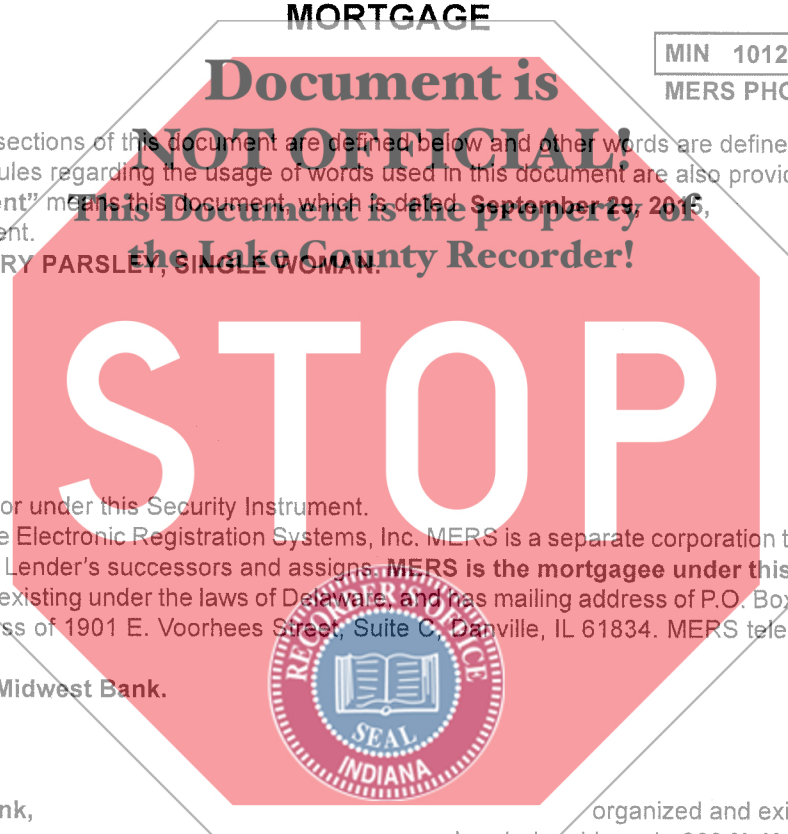 MORTGAGE
MIN 1012
MERS PHO
Document is
NOT OFFICIAL!
This Document is the property of
the Lake County Recorder!
sections of this document are defined below and other words are define
ules regarding the usage of words used in this document are also provid
ent" means this document, which is dated September 29, 2015,
ent.
RY PARSLEY, SINGLE WOMAN.
STOP
or under this Security Instrument.
e Electronic Registration Systems, Inc. MERS is a separate corporation t
Lender's successors and assigns. MERS is the mortgagee under this
existing under the laws of Delaware, and has mailing address of P.O. Box
ss of 1901 E. Voorhees Street, Suite C, Danville, IL 61834. MERS tele
RECORDER'S OFFICE
SEAL
INDIANA
Midwest Bank.
nk,
organized and exi